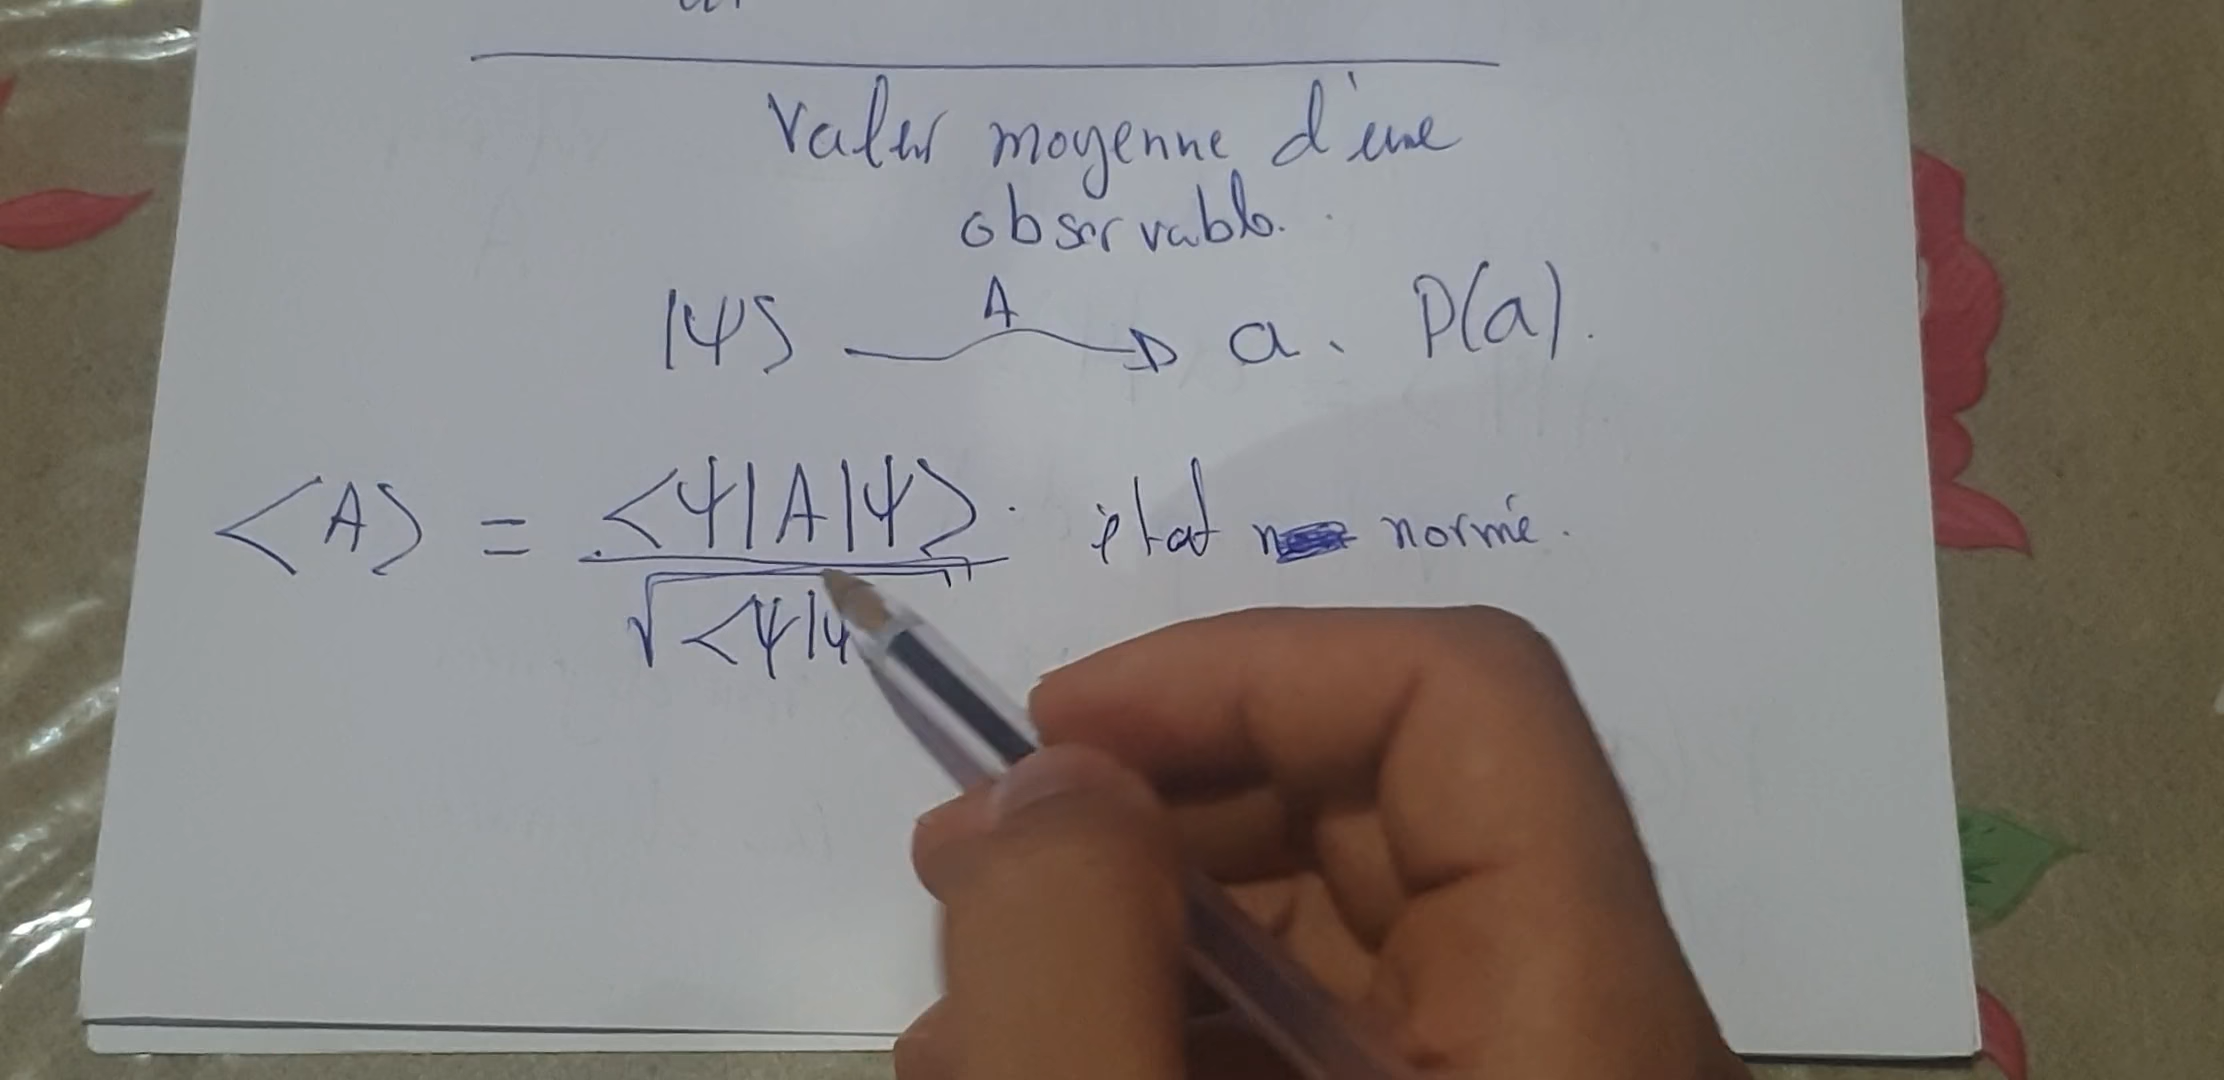 Valeur moyenne d'une
observable.
|ψ> A → a. P(a).
<A> = <ψ|A|ψ>. état n normé.
√<ψ|ψ